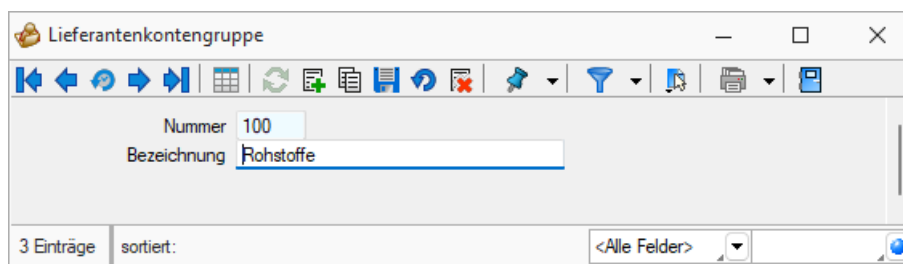 Lieferantenkontengruppe
Nummer 100
Bezeichnung Rohstoffe
3 Einträge sortiert: <Alle Felder>